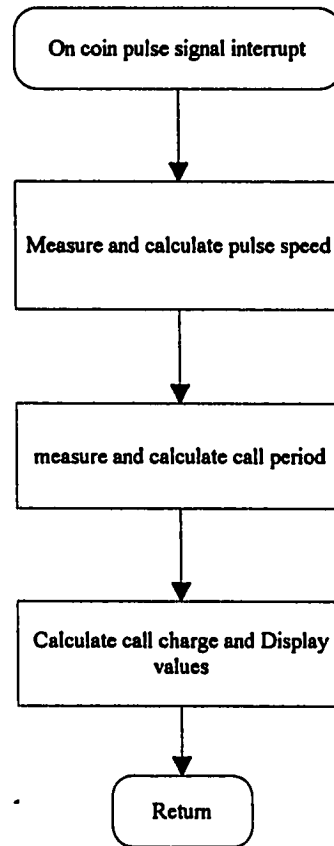 On coin pulse signal interrupt
Measure and calculate pulse speed
measure and calculate call period
Calculate call charge and Display
values
Return